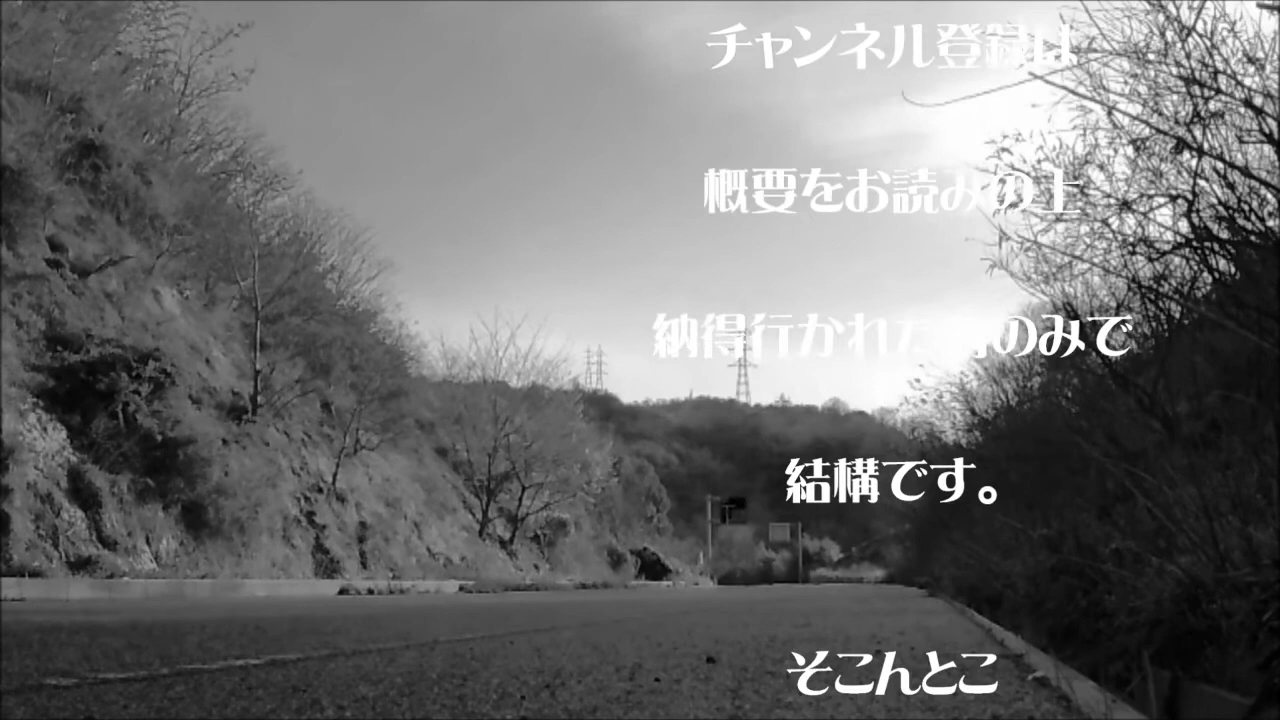 チャンネル登録は
概要をお読みの上
納得行かれた方のみで
結構です。
そこんとこ